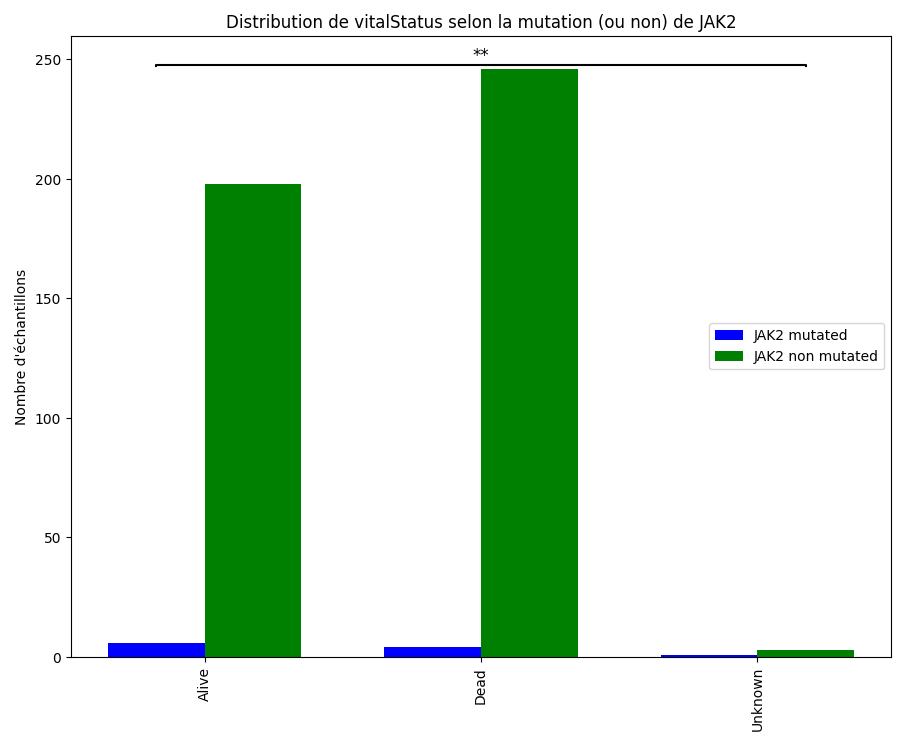 Distribution de vitalStatus selon la mutation (ou non) de JAK2
**
250
200
150
100
50
0
Nombre d'échantillons
JAK2 mutated
JAK2 non mutated
Alive
Dead
Unknown